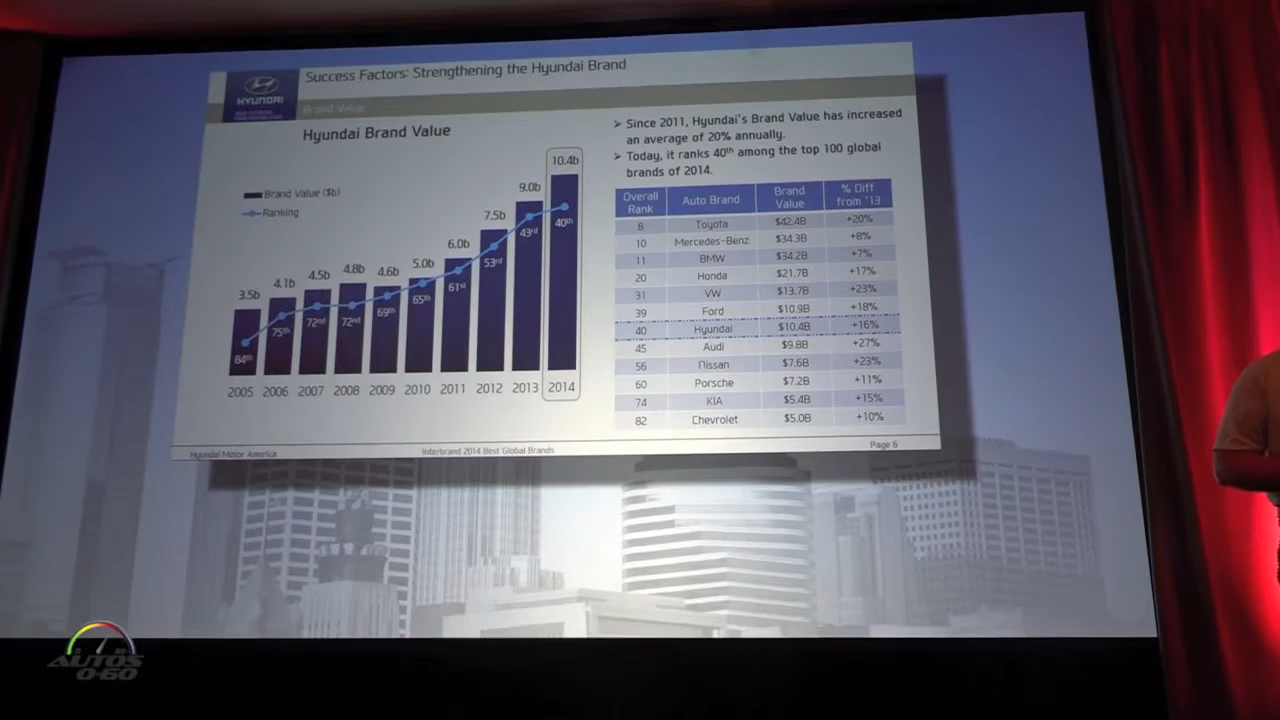 Success Factors: Strengthening the Hyundai Brand
HYUNDAI
Brand Value
Hyundai Brand Value
Brand Value ($b)
Ranking
3.5b 4.1b 4.5b 4.8b 4.6b 5.0b 6.0b 7.5b 9.0b 10.4b
84th 75th 72nd 72nd 69th 65th 61st 53rd 43rd 40th
2005 2006 2007 2008 2009 2010 2011 2012 2013 2014
➢ Since 2011, Hyundai's Brand Value has increased
an average of 20% annually.
➢ Today, it ranks 40th among the top 100 global
brands of 2014.
Overall Rank Auto Brand Brand Value % Diff from '13
8 Toyota $42.4B +20%
10 Mercedes-Benz $34.3B +8%
11 BMW $34.2B +7%
20 Honda $21.7B +17%
31 VW $13.7B +23%
39 Ford $10.9B +18%
40 Hyundai $10.4B +16%
45 Audi $9.8B +27%
56 Nissan $7.6B +23%
60 Porsche $7.2B +11%
74 KIA $5.4B +15%
82 Chevrolet $5.0B +10%
Hyundai Motor America
Interbrand 2014 Best Global Brands
Page 6
AUTOS
0-60